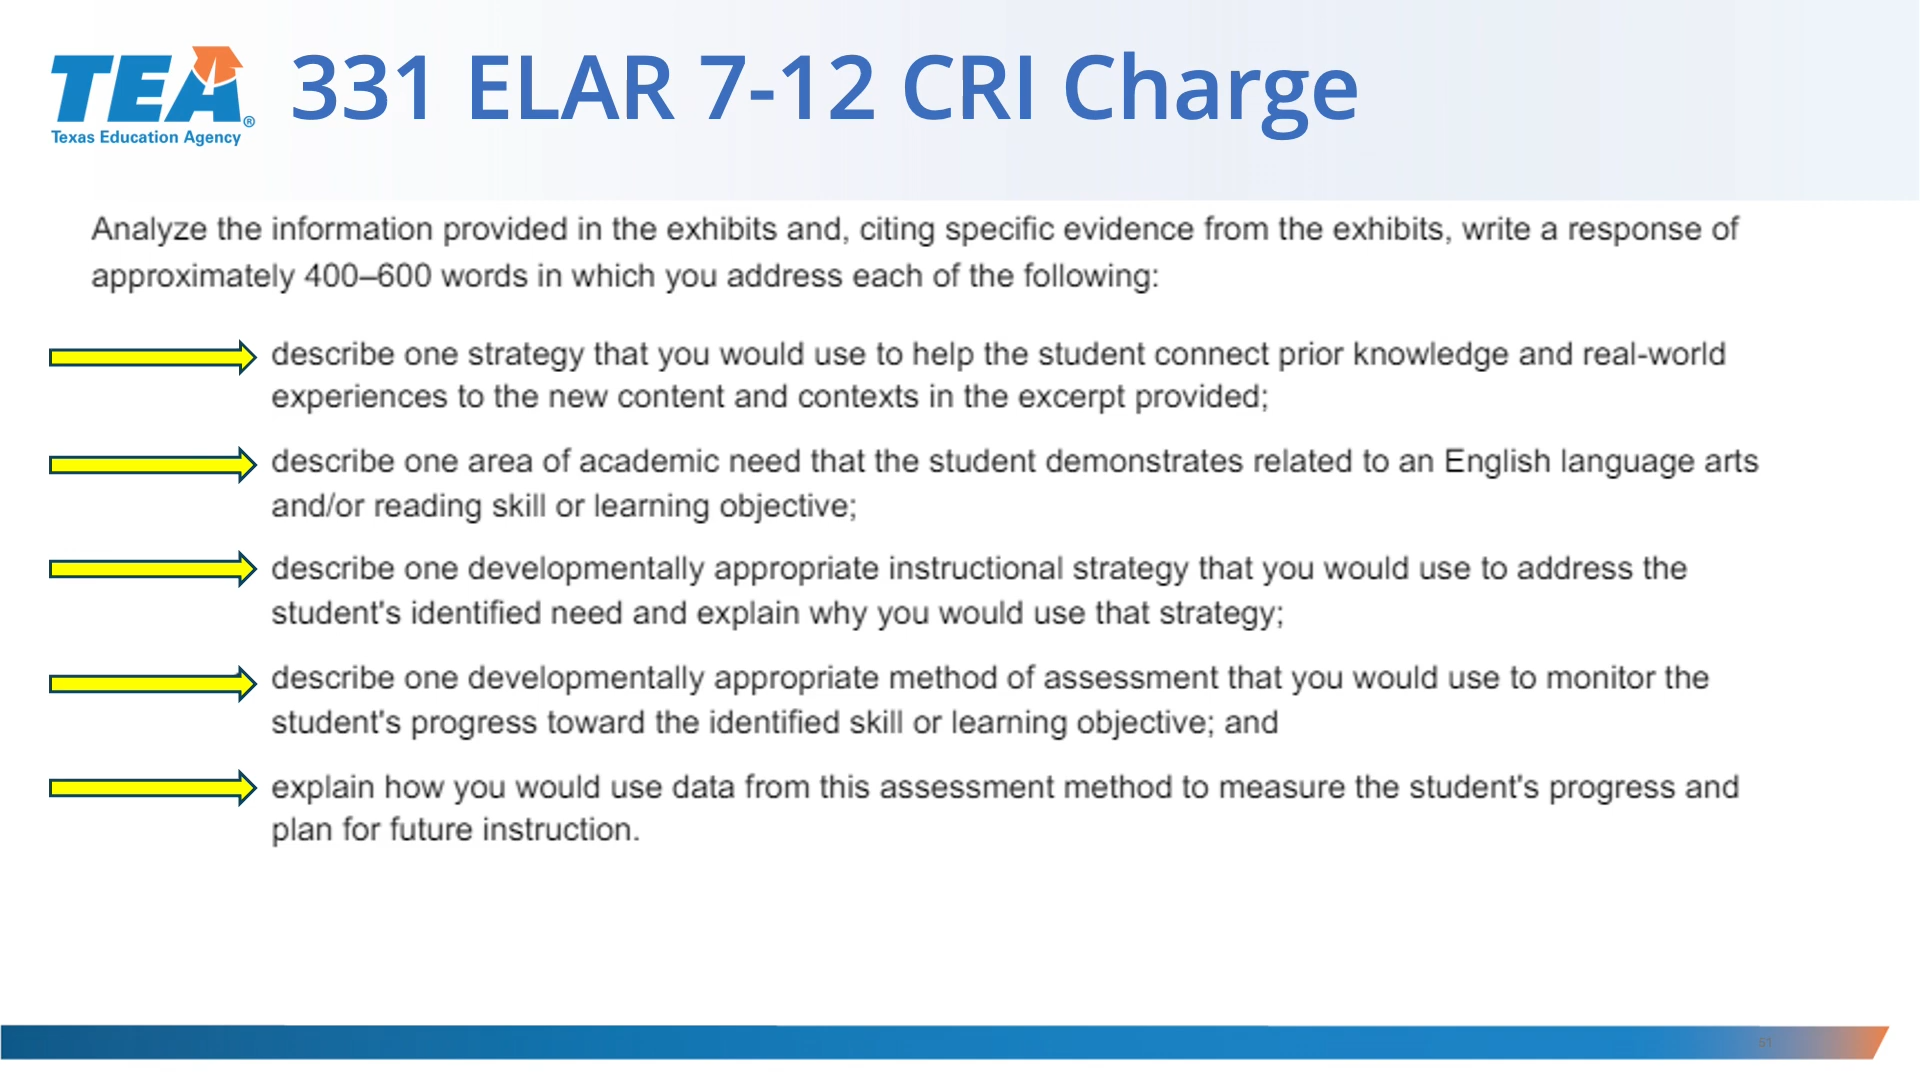 TEA®
Texas Education Agency
331 ELAR 7-12 CRI Charge
Analyze the information provided in the exhibits and, citing specific evidence from the exhibits, write a response of
approximately 400–600 words in which you address each of the following:
describe one strategy that you would use to help the student connect prior knowledge and real-world
experiences to the new content and contexts in the excerpt provided;
describe one area of academic need that the student demonstrates related to an English language arts
and/or reading skill or learning objective;
describe one developmentally appropriate instructional strategy that you would use to address the
student's identified need and explain why you would use that strategy;
describe one developmentally appropriate method of assessment that you would use to monitor the
student's progress toward the identified skill or learning objective; and
explain how you would use data from this assessment method to measure the student's progress and
plan for future instruction.
51